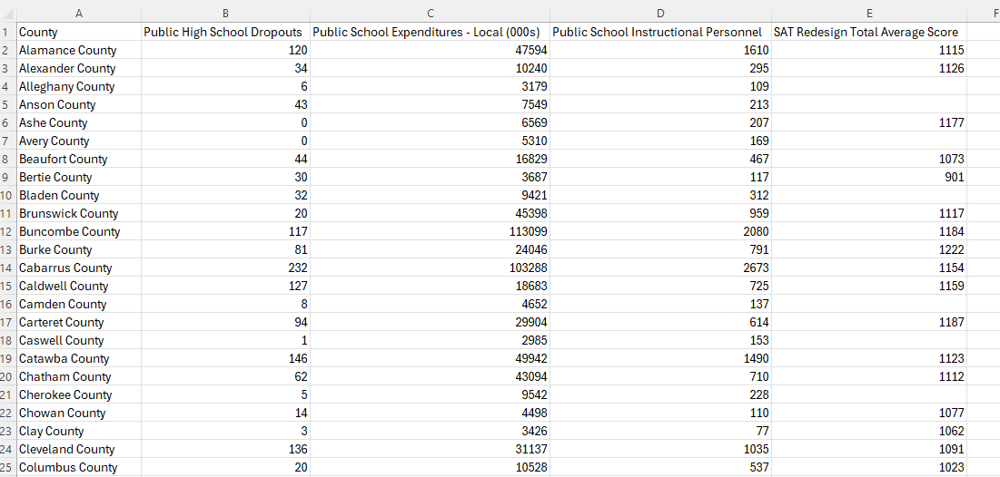 A B C D E F
1 County Public High School Dropouts Public School Expenditures - Local (000s) Public School Instructional Personnel SAT Redesign Total Average Score
2 Alamance County 120 47594 1610 1115
3 Alexander County 34 10240 295 1126
4 Alleghany County 6 3179 109
5 Anson County 43 7549 213
6 Ashe County 0 6569 207 1177
7 Avery County 0 5310 169
8 Beaufort County 44 16829 467 1073
9 Bertie County 30 3687 117 901
10 Bladen County 32 9421 312
11 Brunswick County 20 45398 959 1117
12 Buncombe County 117 113099 2080 1184
13 Burke County 81 24046 791 1222
14 Cabarrus County 232 103288 2673 1154
15 Caldwell County 127 18683 725 1159
16 Camden County 8 4652 137
17 Carteret County 94 29904 614 1187
18 Caswell County 1 2985 153
19 Catawba County 146 49942 1490 1123
20 Chatham County 62 43094 710 1112
21 Cherokee County 5 9542 228
22 Chowan County 14 4498 110 1077
23 Clay County 3 3426 77 1062
24 Cleveland County 136 31137 1035 1091
25 Columbus County 20 10528 537 1023